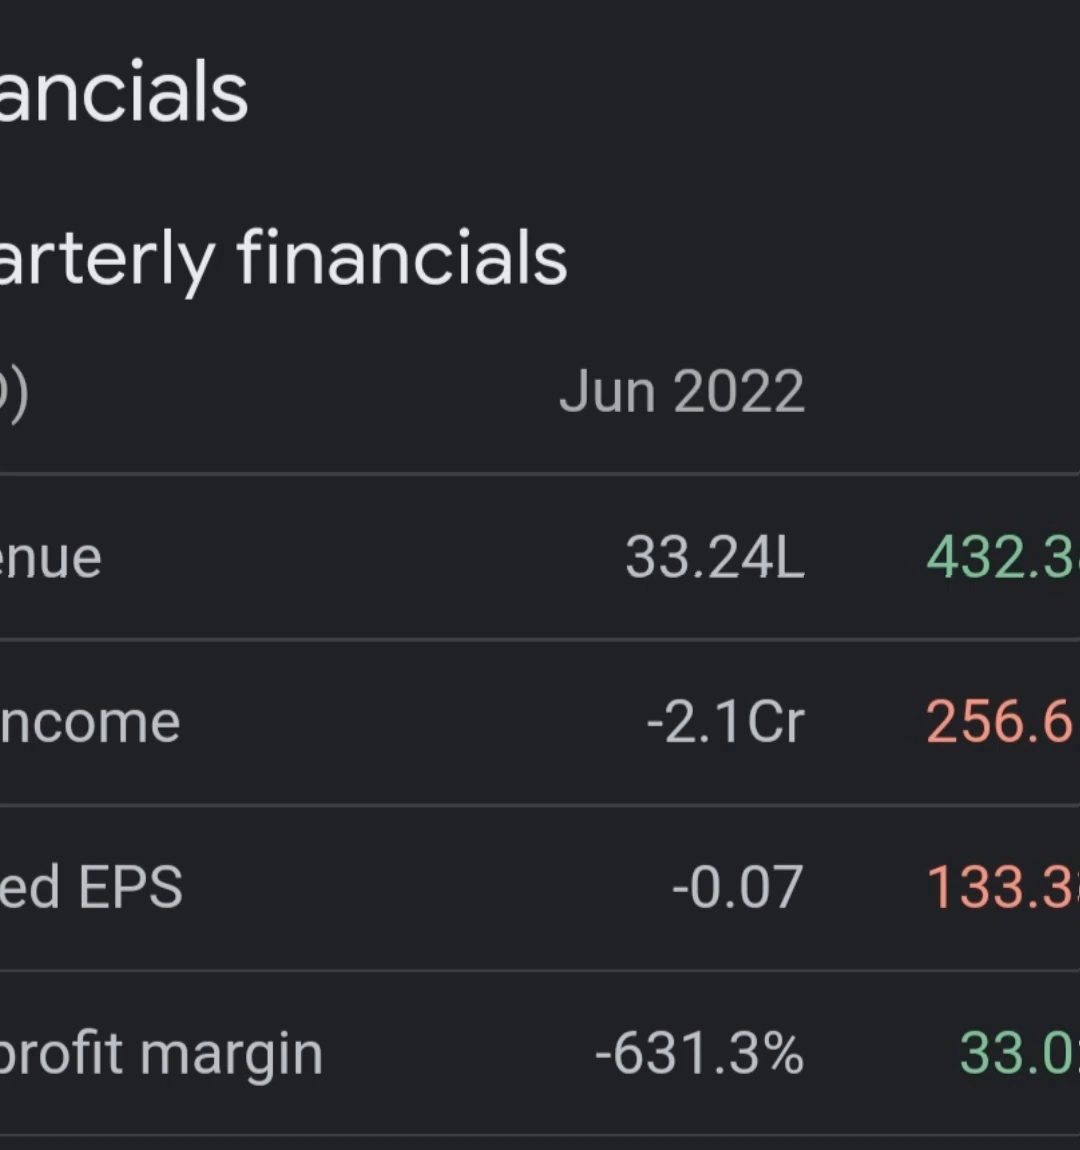 ancials
arterly financials
) Jun 2022
enue 33.24L 432.3
ncome -2.1Cr 256.6
ed EPS -0.07 133.3
profit margin -631.3% 33.0